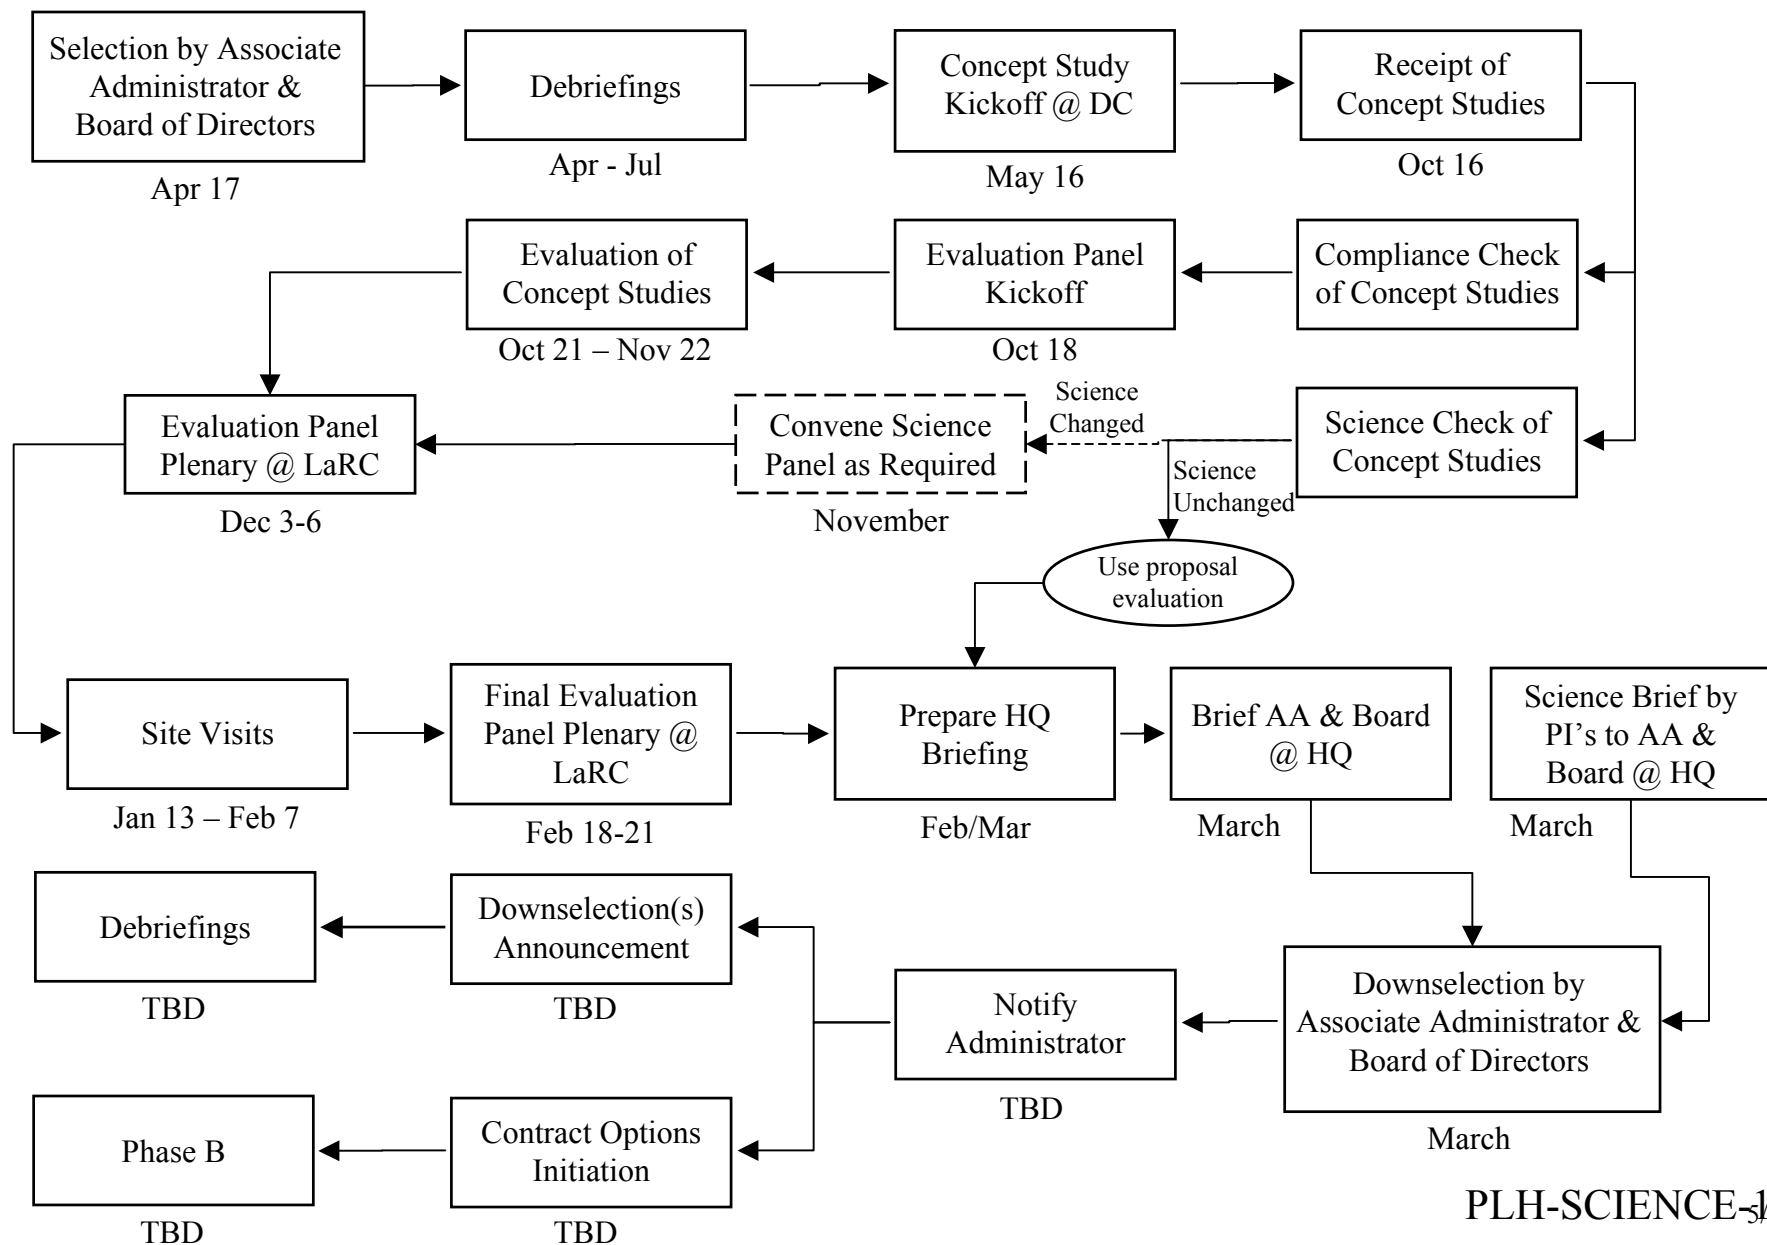 Selection by Associate
Administrator &
Board of Directors
Apr 17
Debriefings
Apr - Jul
Concept Study
Kickoff @ DC
May 16
Receipt of
Concept Studies
Oct 16
Evaluation of
Concept Studies
Oct 21 – Nov 22
Evaluation Panel
Kickoff
Oct 18
Compliance Check
of Concept Studies
Evaluation Panel
Plenary @ LaRC
Dec 3-6
Convene Science
Panel as Required
November
Science
Changed
Science
Unchanged
Science Check of
Concept Studies
Use proposal
evaluation
Site Visits
Jan 13 – Feb 7
Final Evaluation
Panel Plenary @
LaRC
Feb 18-21
Prepare HQ
Briefing
Feb/Mar
Brief AA & Board
@ HQ
March
Science Brief by
PI's to AA &
Board @ HQ
March
Debriefings
TBD
Downselection(s)
Announcement
TBD
Notify
Administrator
TBD
Downselection by
Associate Administrator &
Board of Directors
March
Phase B
TBD
Contract Options
Initiation
TBD
PLH-SCIENCE-